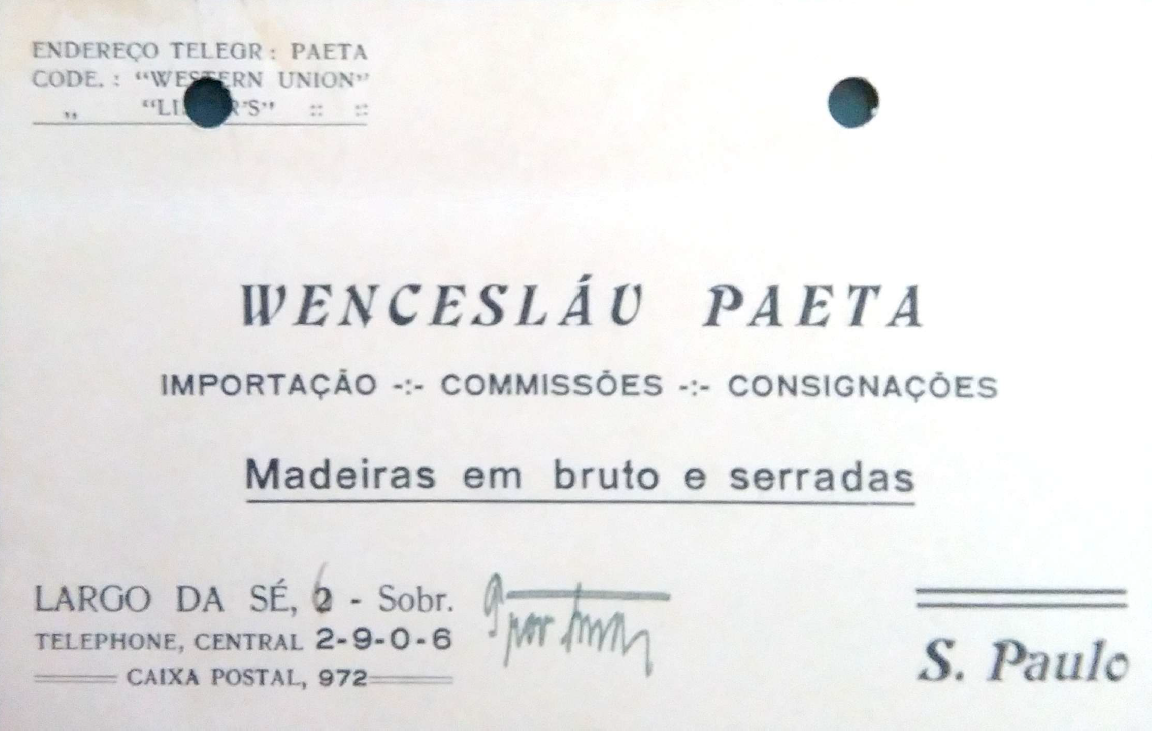 ENDEREÇO TELEGR: PAETA
CODE.: "WESTERN UNION"
„ :: ::
WENCESLÁU PAETA
IMPORTAÇÃO -:- COMMISSÕES -:- CONSIGNAÇÕES
Madeiras em bruto e serradas
LARGO DA SÉ, - Sobr.
TELEPHONE, CENTRAL 2-9-0-6
CAIXA POSTAL, 972
por
S. Paulo